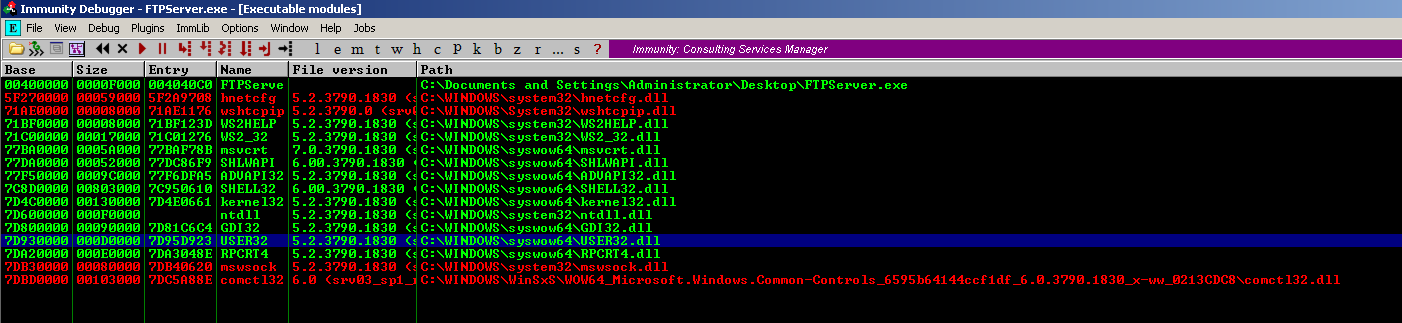 Immunity Debugger - FTPServer.exe - [Executable modules]
E File View Debug Plugins ImmLib Options Window Help Jobs
l e m t w h c p k b z r ... s ? Immunity: Consulting Services Manager
Base Size Entry Name File version Path
00400000 0000F000 004040C0 FTPServe C:\Documents and Settings\Administrator\Desktop\FTPServer.exe
5F270000 00059000 5F2A9708 hnetcfg 5.2.3790.1830 (s C:\WINDOWS\system32\hnetcfg.dll
71AE0000 00008000 71AE1176 wshtcpip 5.2.3790.0 (srv0 C:\WINDOWS\system32\wshtcpip.dll
71BF0000 00008000 71BF123D WS2HELP 5.2.3790.1830 (s C:\WINDOWS\syswow64\WS2HELP.dll
71C00000 00017000 71C01276 WS2_32 5.2.3790.1830 (s C:\WINDOWS\syswow64\WS2_32.dll
77BA0000 0005A000 77BAF78B msvcrt 7.0.3790.1830 (s C:\WINDOWS\syswow64\msvcrt.dll
77DA0000 00052000 77DC86F9 SHLWAPI 6.00.3790.1830 ( C:\WINDOWS\syswow64\SHLWAPI.dll
77F50000 0009C000 77F6DFA5 ADVAPI32 5.2.3790.1830 (s C:\WINDOWS\syswow64\ADVAPI32.dll
7C8D0000 00803000 7C950610 SHELL32 6.00.3790.1830 ( C:\WINDOWS\syswow64\SHELL32.dll
7D4C0000 00130000 7D4E0661 kernel32 5.2.3790.1830 (s C:\WINDOWS\syswow64\kernel32.dll
7D600000 000F0000 ntdll 5.2.3790.1830 (s C:\WINDOWS\system32\ntdll.dll
7D800000 00090000 7D81C6C4 GDI32 5.2.3790.1830 (s C:\WINDOWS\syswow64\GDI32.dll
7D930000 000D0000 7D95D923 USER32 5.2.3790.1830 (s C:\WINDOWS\syswow64\USER32.dll
7DA20000 000E0000 7DA3048E RPCRT4 5.2.3790.1830 (s C:\WINDOWS\syswow64\RPCRT4.dll
7DB30000 00080000 7DB40620 mswsock 5.2.3790.1830 (s C:\WINDOWS\system32\mswsock.dll
7DBD0000 00103000 7DC5A88E comctl32 6.0 (srv03_sp1_ C:\WINDOWS\WinSxS\WOW64_Microsoft.Windows.Common-Controls_6595b64144ccf1df_6.0.3790.1830_x-ww_0213CDC8\comctl32.dll